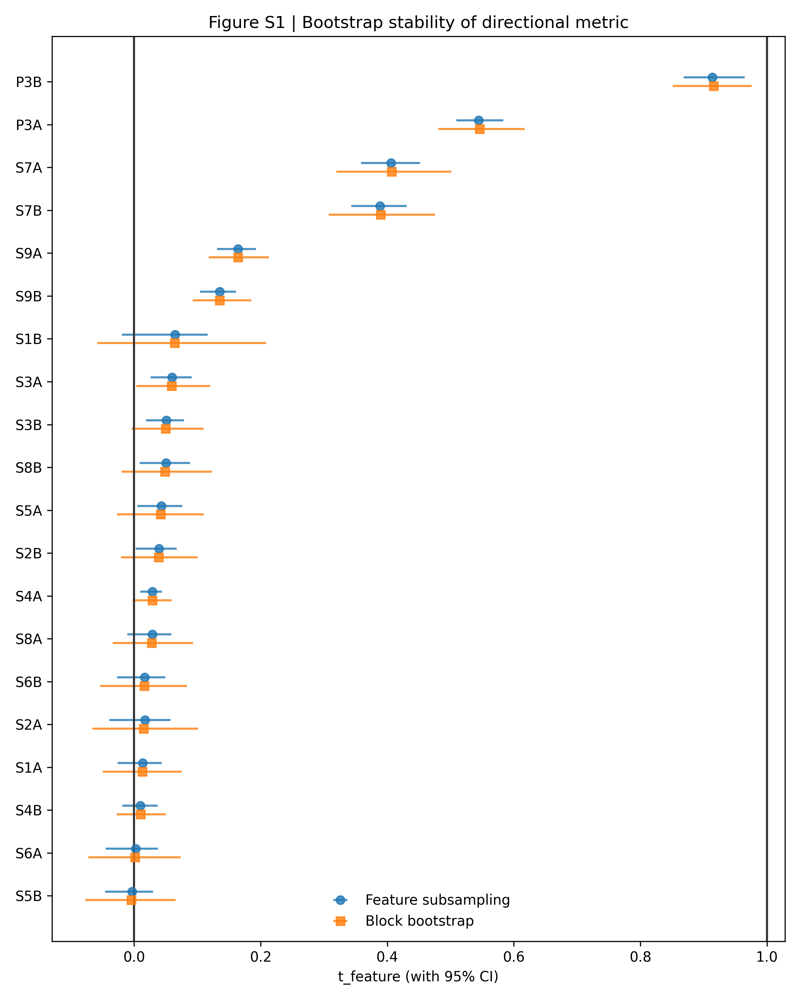 Figure S1 | Bootstrap stability of directional metric
P3B
P3A
S7A
S7B
S9A
S9B
S1B
S3A
S3B
S8B
S5A
S2B
S4A
S8A
S6B
S2A
S1A
S4B
S6A
S5B
Feature subsampling
Block bootstrap
0.0 0.2 0.4 0.6 0.8 1.0
t_feature (with 95% CI)